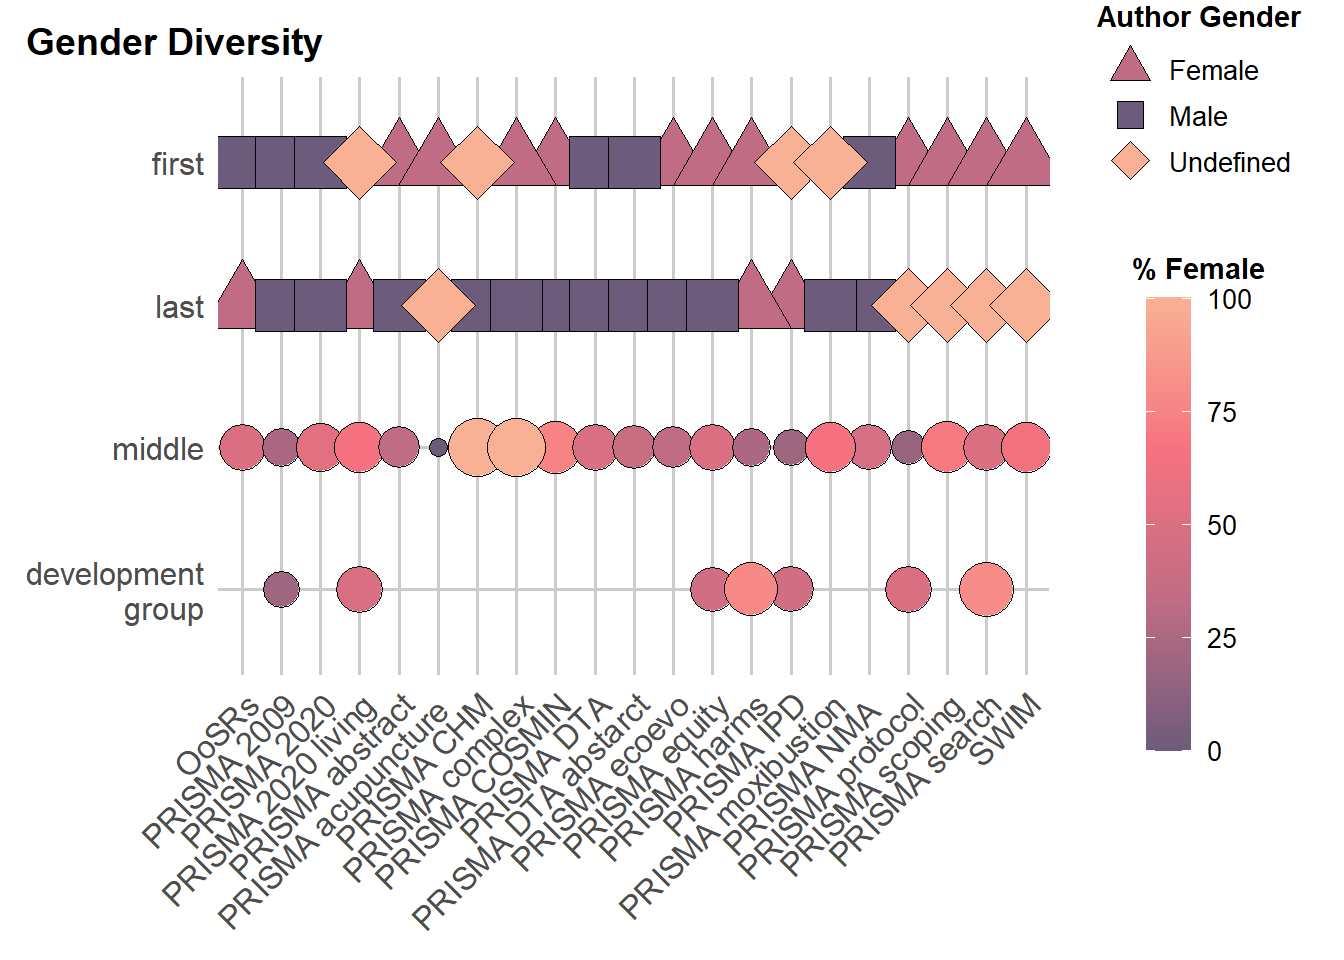 Gender Diversity
Author Gender
Female
Male
Undefined
% Female
100
75
50
25
0
first
last
middle
development
group
OoSRs
PRISMA 2009
PRISMA 2020
PRISMA 2020 living
PRISMA abstract
PRISMA acupuncture
PRISMA CHM
PRISMA complex
PRISMA COSMIN
PRISMA DTA
PRISMA DTA abstarct
PRISMA ecoevo
PRISMA equity
PRISMA harms
PRISMA IPD
PRISMA moxibustion
PRISMA NMA
PRISMA protocol
PRISMA scoping
PRISMA search
SWIM